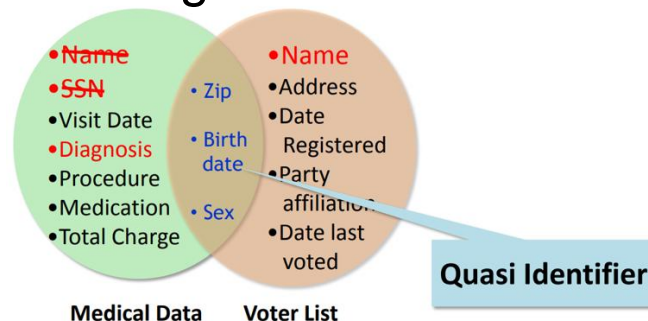 •Name
•SSN
•Visit Date
•Diagnosis
•Procedure
•Medication
•Total Charge
• Zip
• Birth
date
• Sex
•Name
•Address
•Date
Registered
•Party
affiliation
•Date last
voted
Quasi Identifier
Medical Data
Voter List